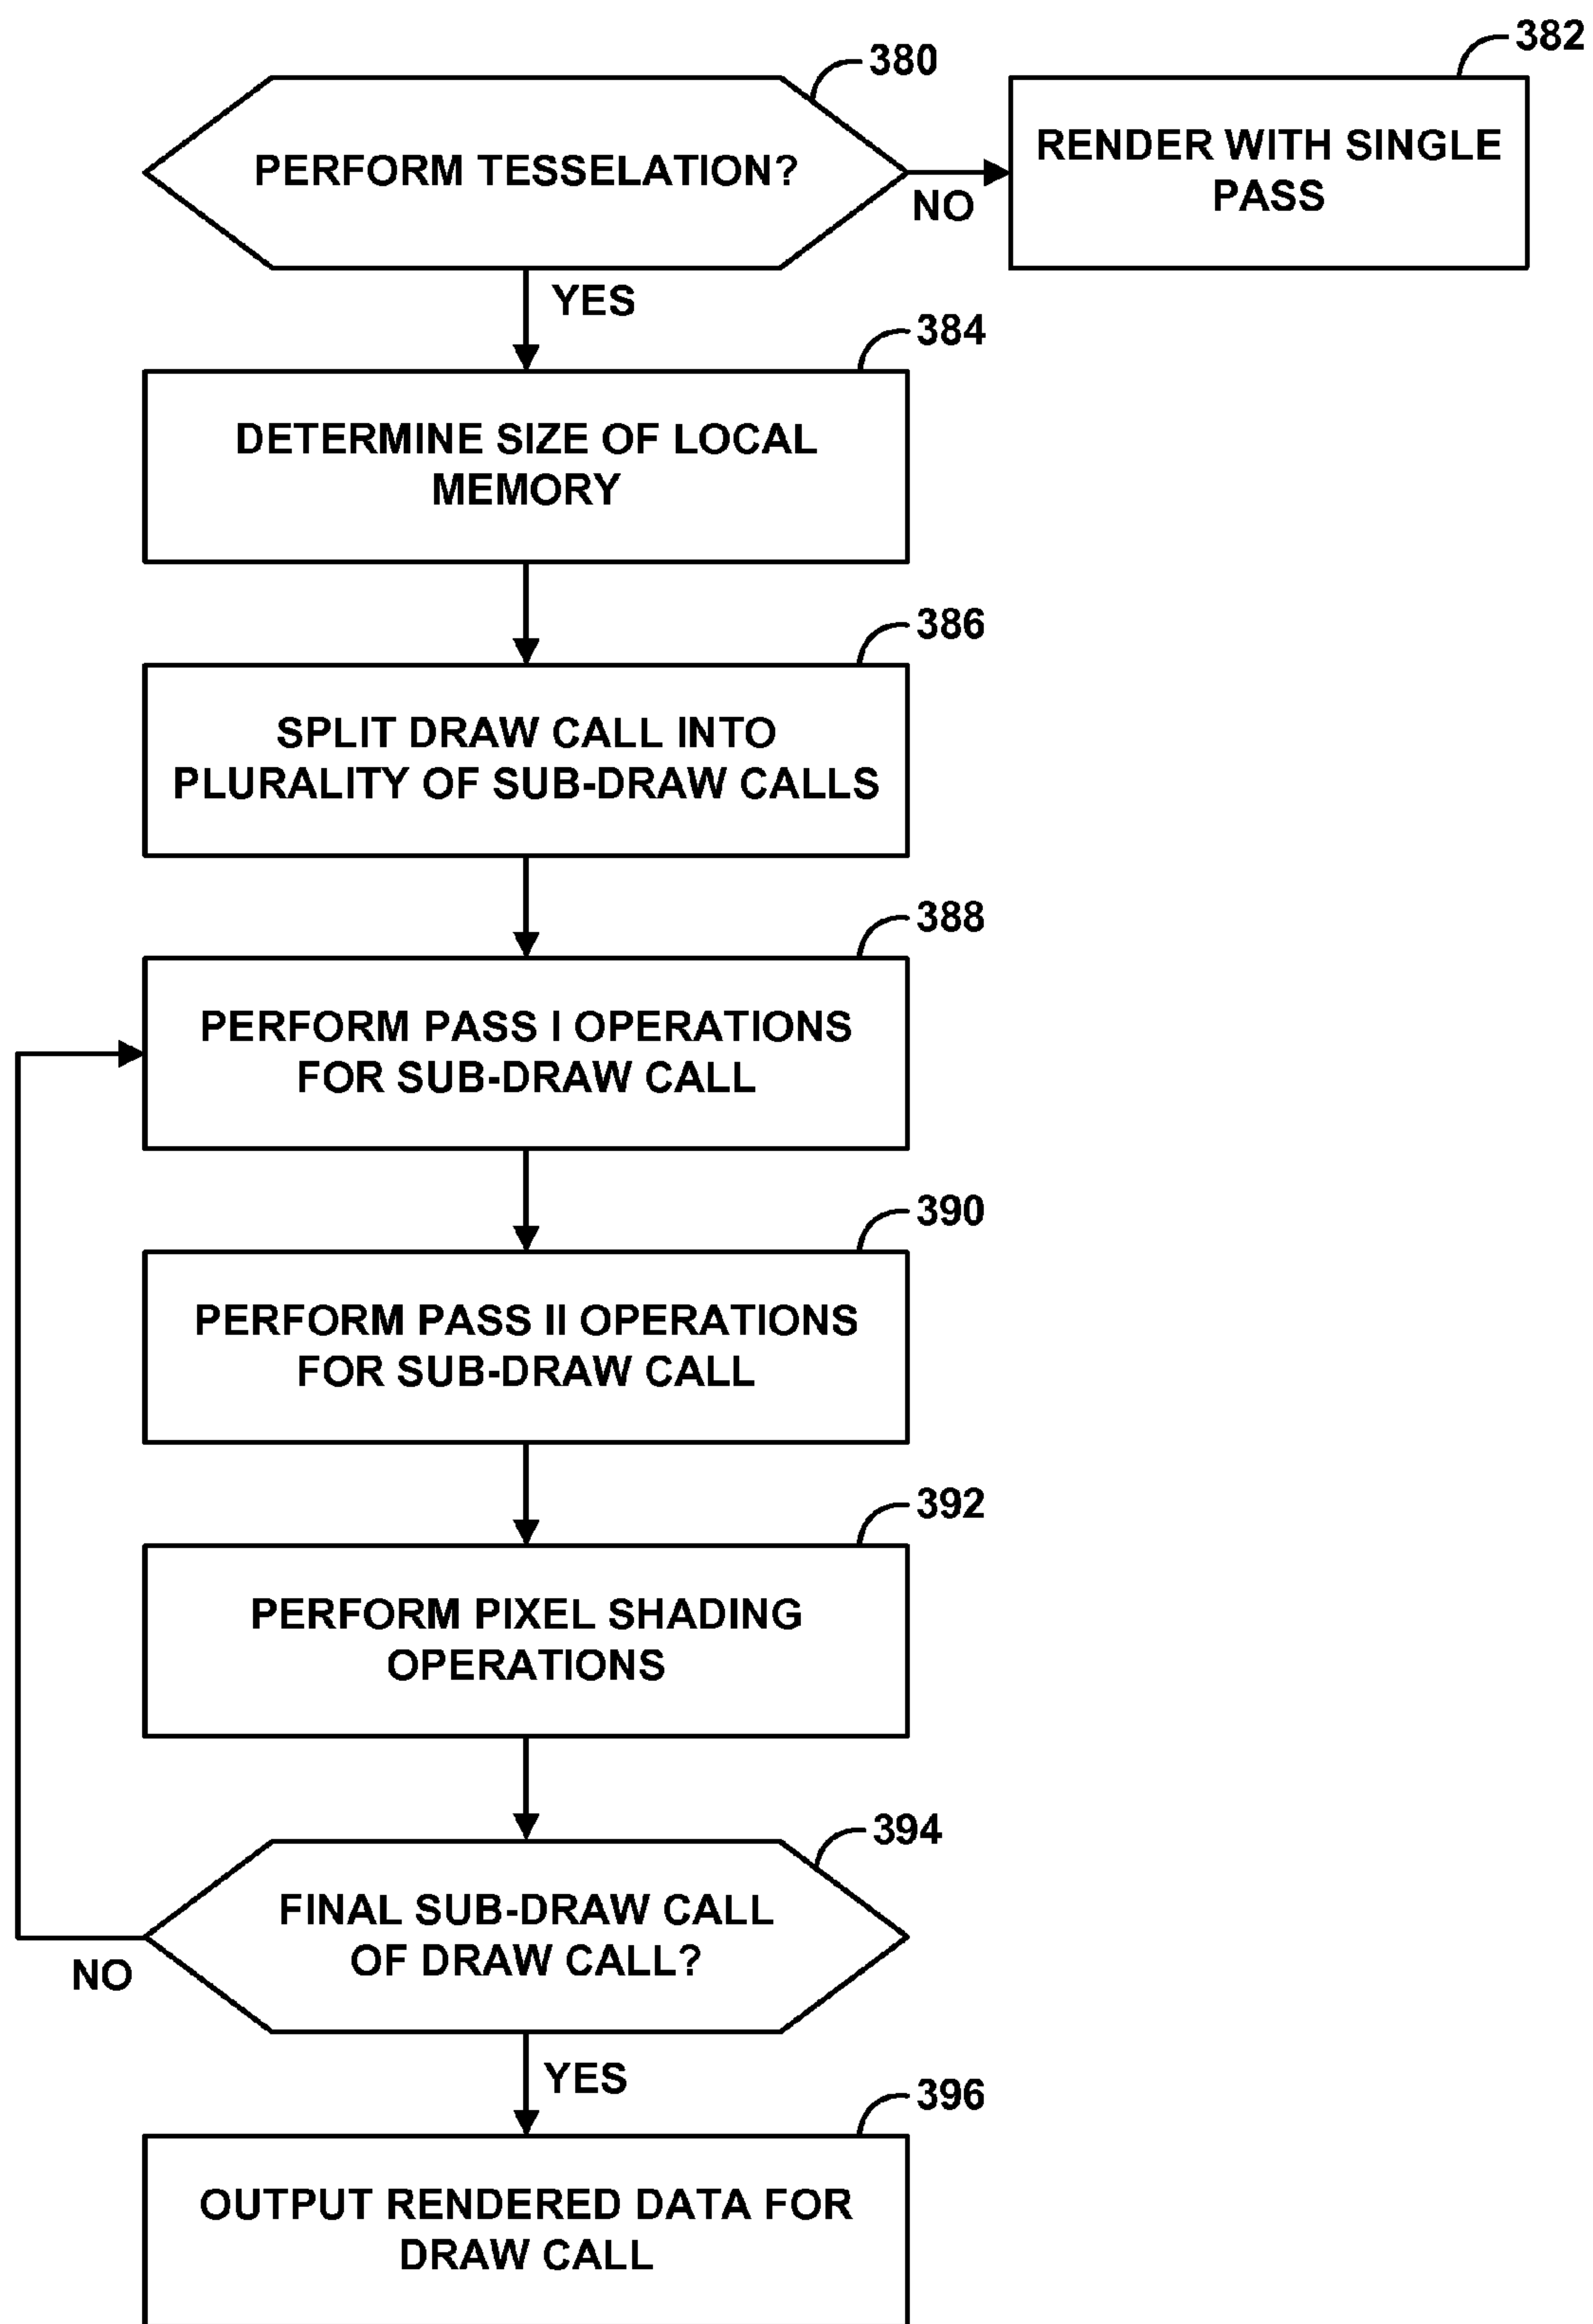 380
382
PERFORM TESSELATION?
RENDER WITH SINGLE
PASS
NO
YES
384
DETERMINE SIZE OF LOCAL
MEMORY
386
SPLIT DRAW CALL INTO
PLURALITY OF SUB-DRAW CALLS
388
PERFORM PASS I OPERATIONS
FOR SUB-DRAW CALL
390
PERFORM PASS II OPERATIONS
FOR SUB-DRAW CALL
392
PERFORM PIXEL SHADING
OPERATIONS
394
FINAL SUB-DRAW CALL
OF DRAW CALL?
NO
YES
396
OUTPUT RENDERED DATA FOR
DRAW CALL